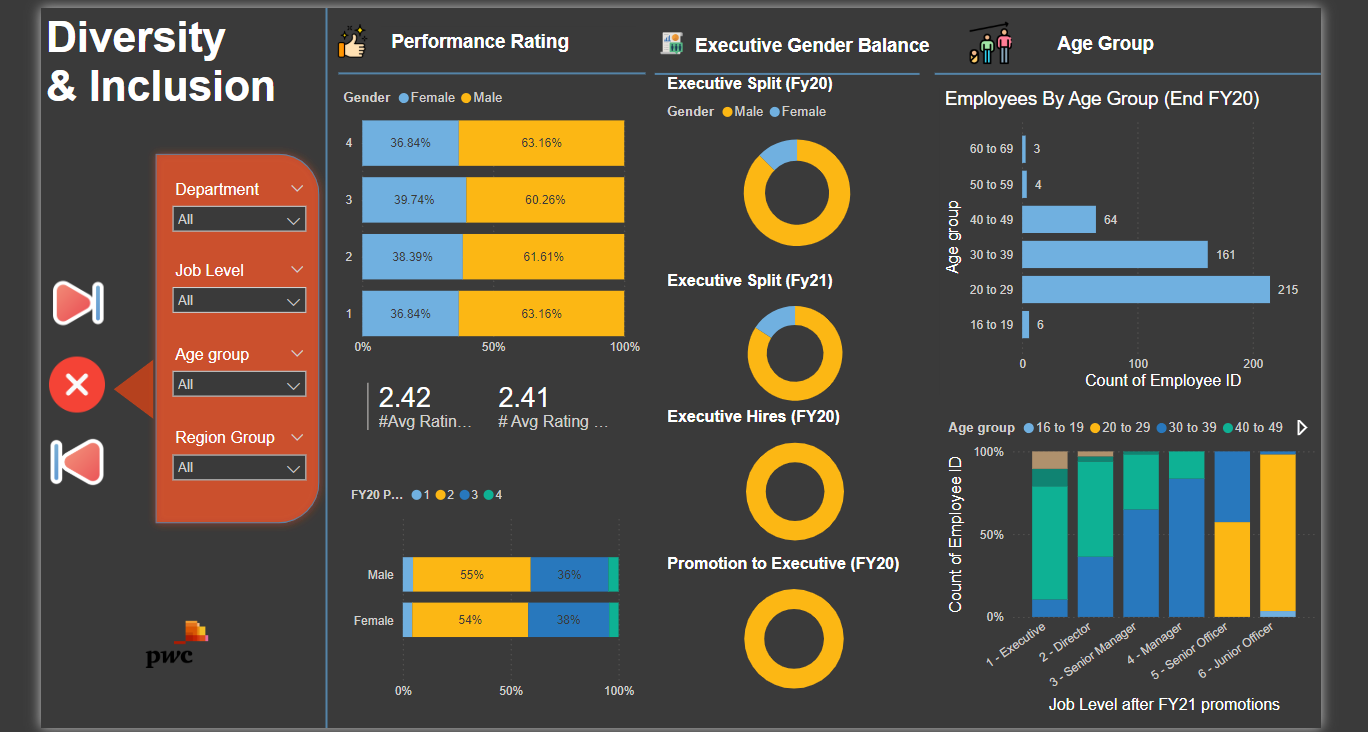 Diversity
& Inclusion
Department
All
Job Level
All
Age group
All
Region Group
All
pwc
Performance Rating
Gender Female Male
4 36.84% 63.16%
3 39.74% 60.26%
2 38.39% 61.61%
1 36.84% 63.16%
0% 50% 100%
2.42 2.41
#Avg Ratin... # Avg Rating ...
FY20 P... 1 2 3 4
Male 55% 36%
Female 54% 38%
0% 50% 100%
Executive Gender Balance
Executive Split (Fy20)
Gender Male Female
Executive Split (Fy21)
Executive Hires (FY20)
Promotion to Executive (FY20)
Age Group
Employees By Age Group (End FY20)
Age group
60 to 69 3
50 to 59 4
40 to 49 64
30 to 39 161
20 to 29 215
16 to 19 6
0 100 200
Count of Employee ID
Age group 16 to 19 20 to 29 30 to 39 40 to 49
Count of Employee ID
100%
50%
0%
1 - Executive
2 - Director
3 - Senior Manager
4 - Manager
5 - Senior Officer
6 - Junior Officer
Job Level after FY21 promotions